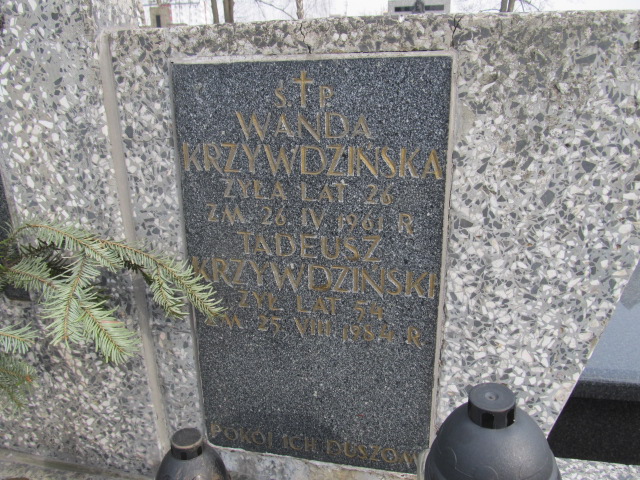 Ś.†P.
WANDA
KRZYWDZIŃSKA
ŻYŁA LAT 26
ZM. 26 IV 1961 R
TADEUSZ
KRZYWDZIŃSKI
ŻYŁ LAT 54
ZM. 25 VIII 1984 R
POKÓJ ICH DUSZOM